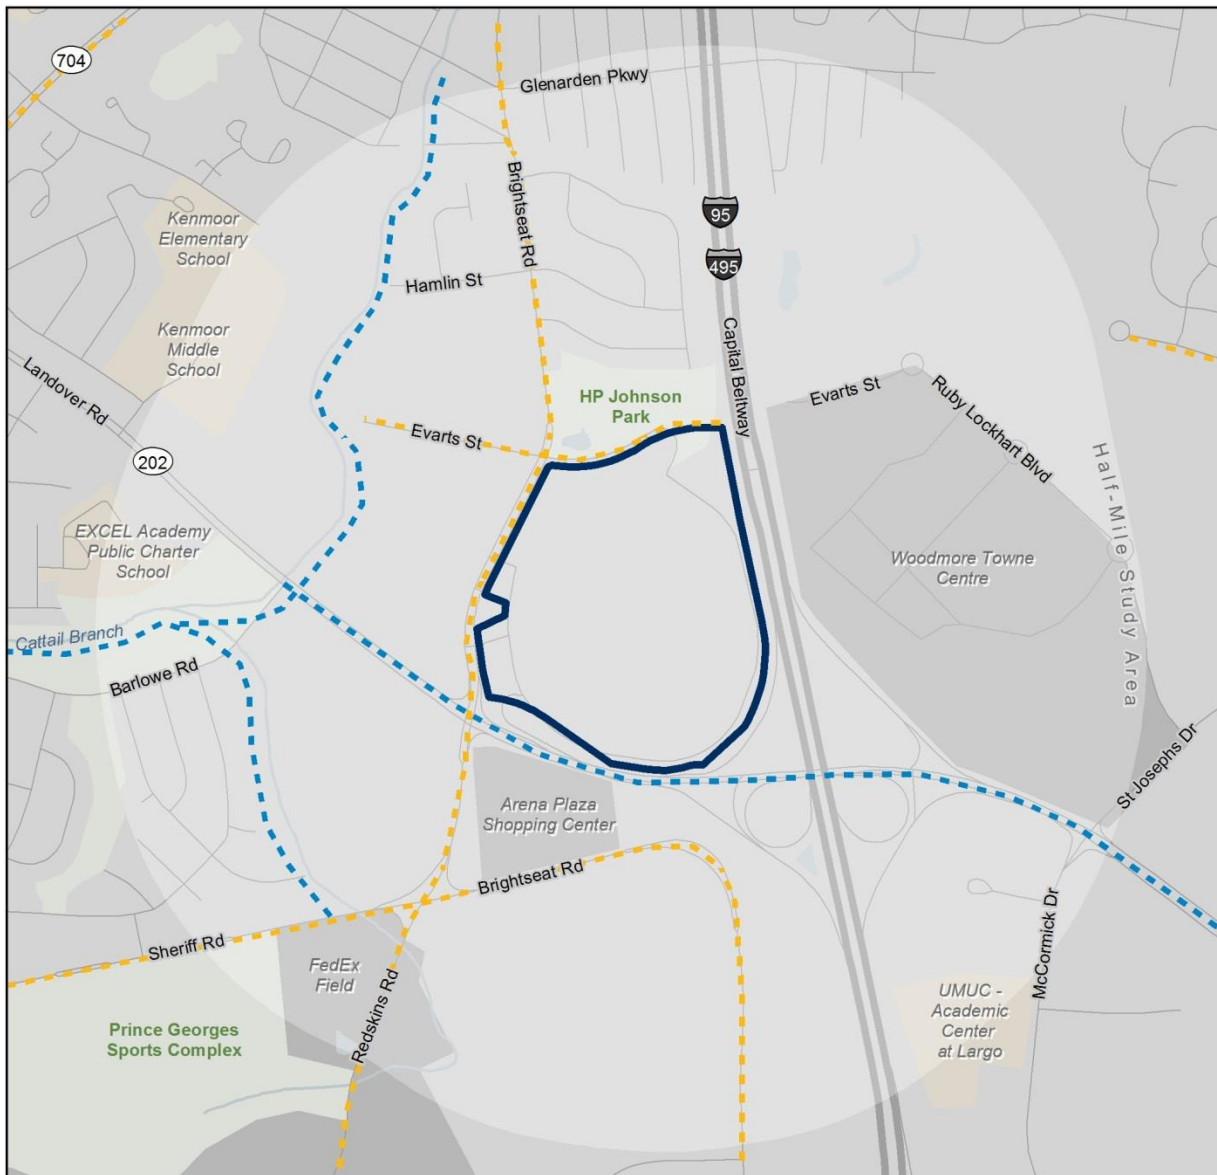 704
Glenarden Pkwy
Brightseat Rd
95
495
Kenmoor
Elementary
School
Hamlin St
Kenmoor
Middle
School
Landover Rd
202
Capital Beltway
HP Johnson
Park
Evarts St
Evarts St
Ruby Lockhart Blvd
Half-Mile Study Area
EXCEL Academy
Public Charter
School
Woodmore Towne
Centre
Cattail Branch
Barlowe Rd
St Josephs Dr
Arena Plaza
Shopping Center
Brightseat Rd
Sheriff Rd
FedEx
Field
Redskins Rd
McCormick Dr
UMUC -
Academic
Center
at Largo
Prince Georges
Sports Complex